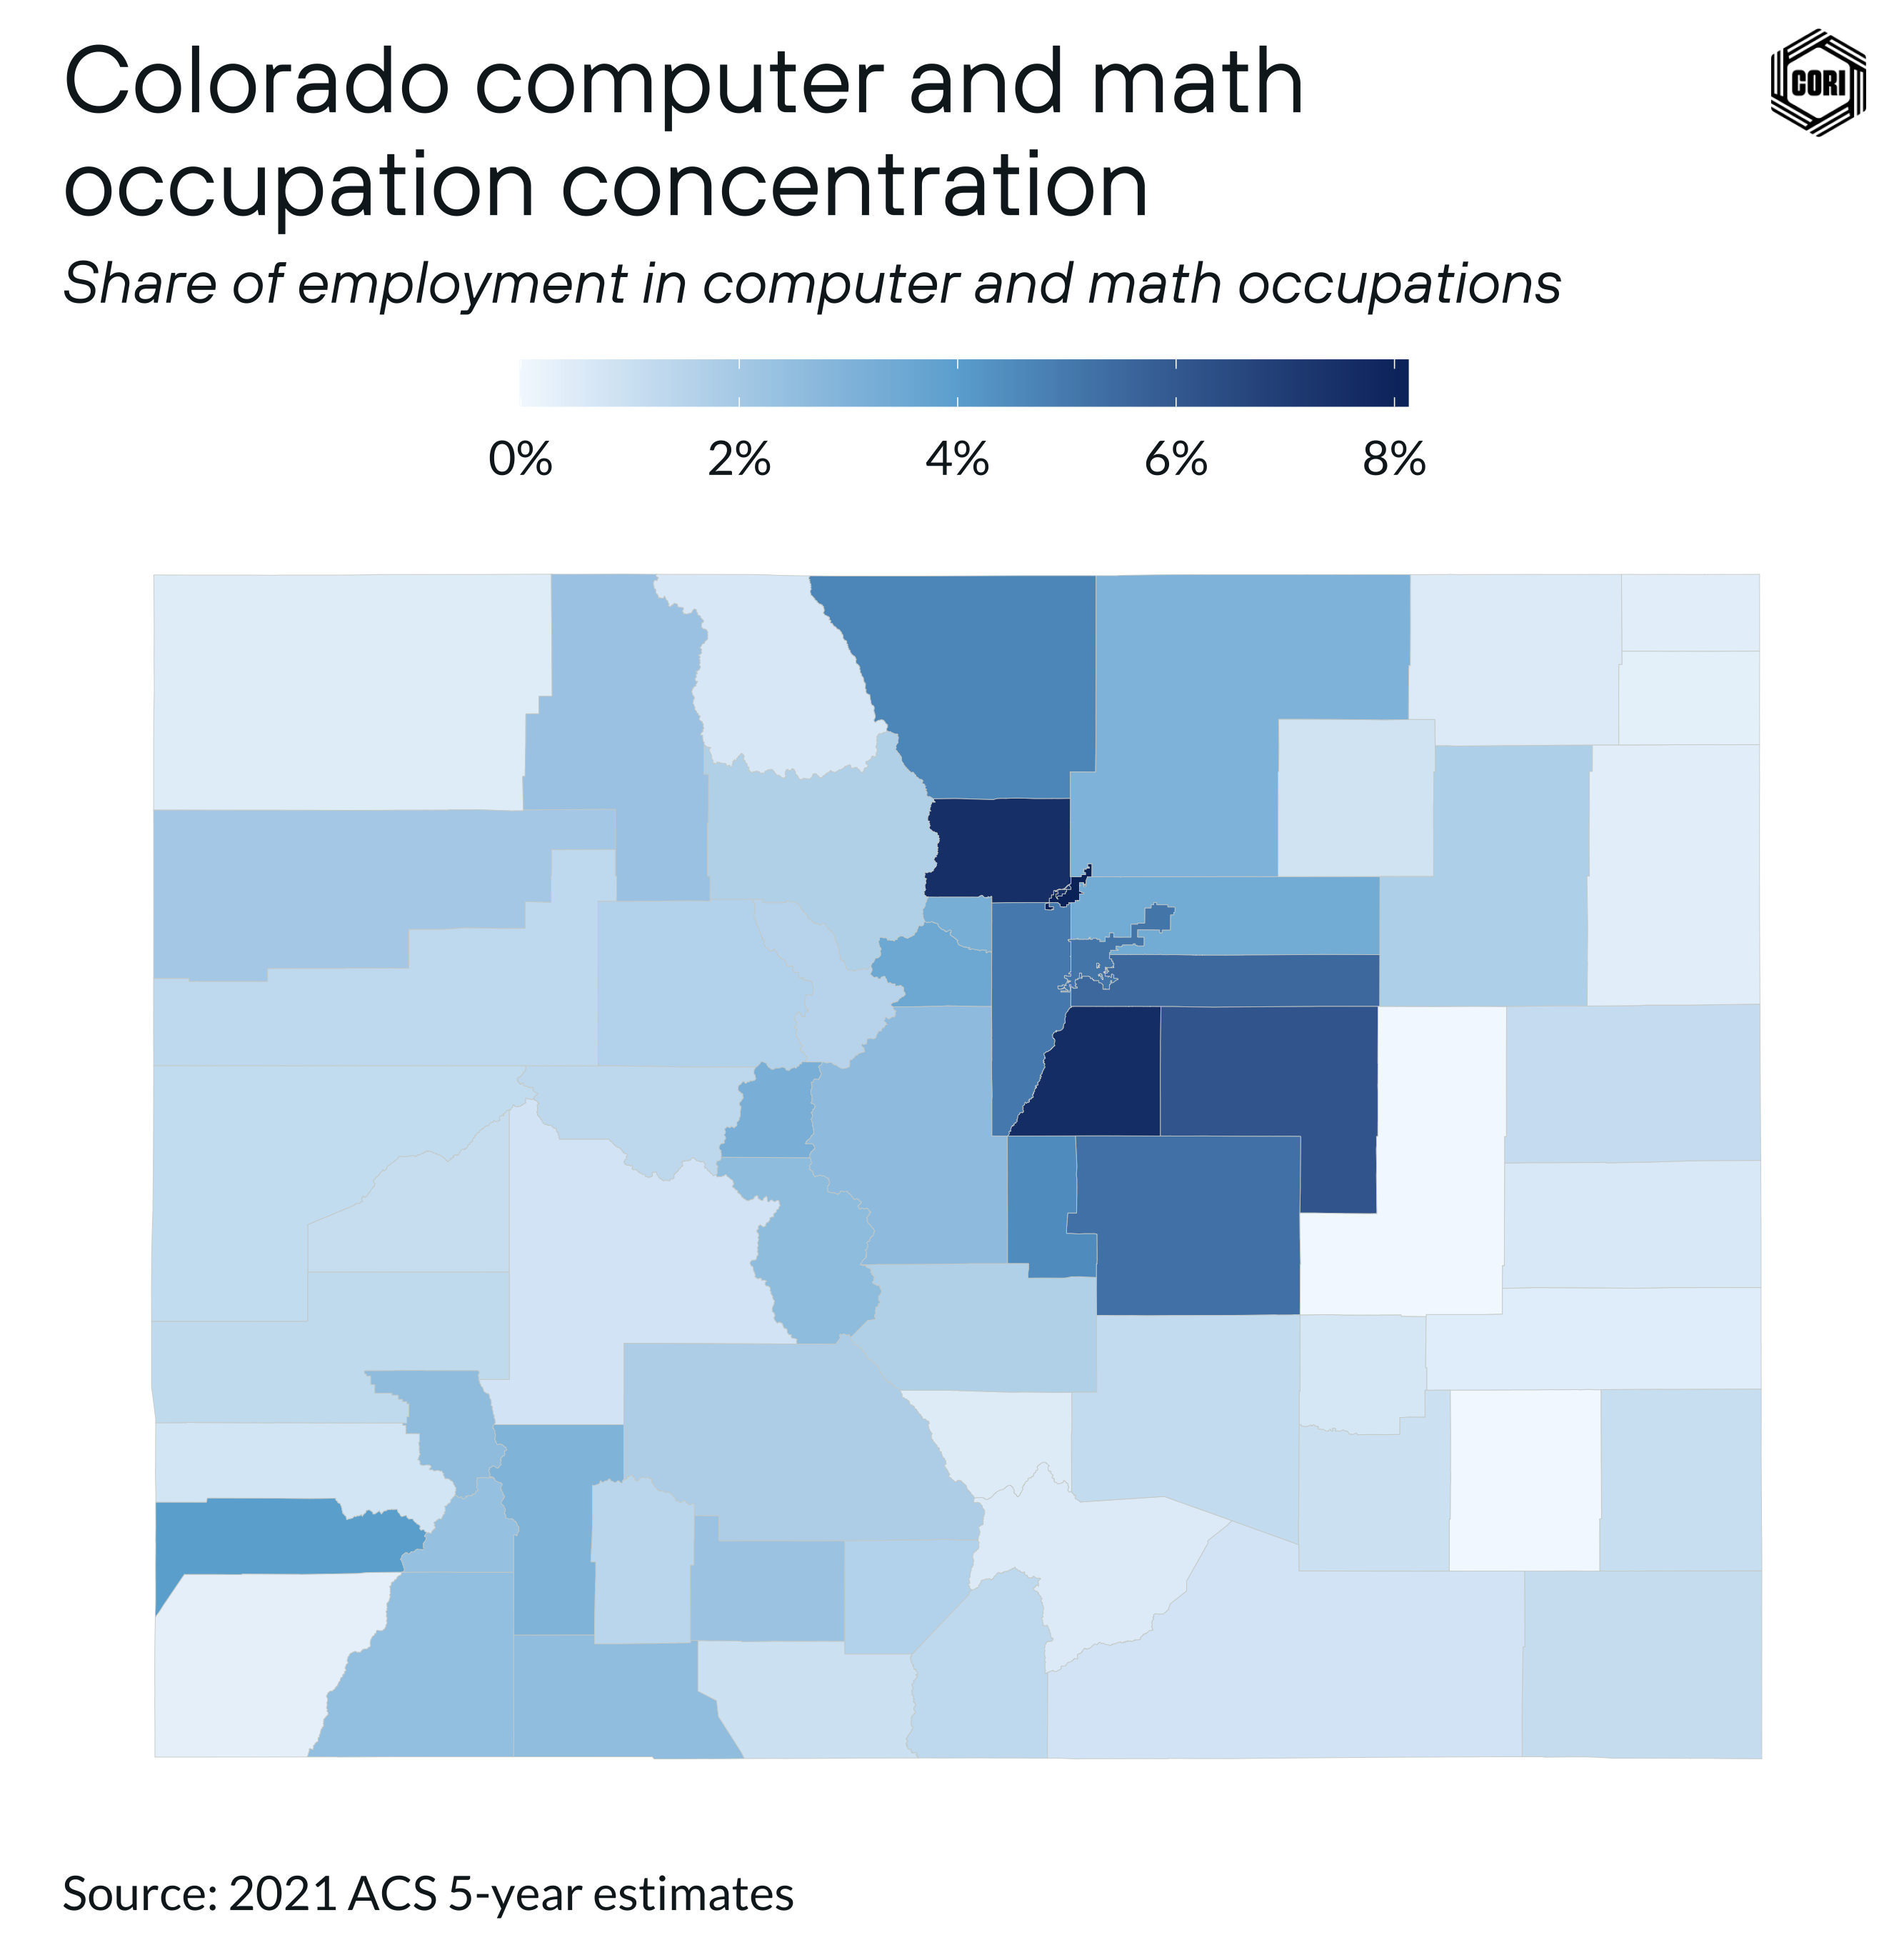 Colorado computer and math
occupation concentration
CORI
Share of employment in computer and math occupations
0% 2% 4% 6% 8%
Source: 2021 ACS 5-year estimates